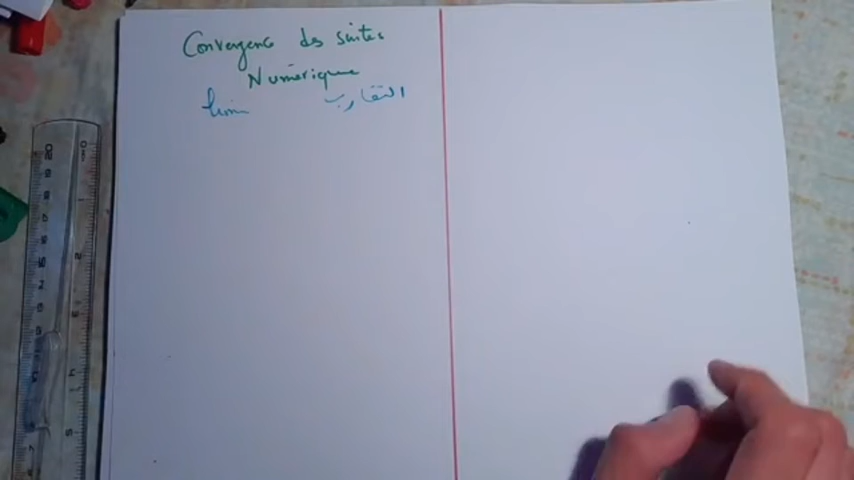 Convergence des suites
Numérique
lim التقارب